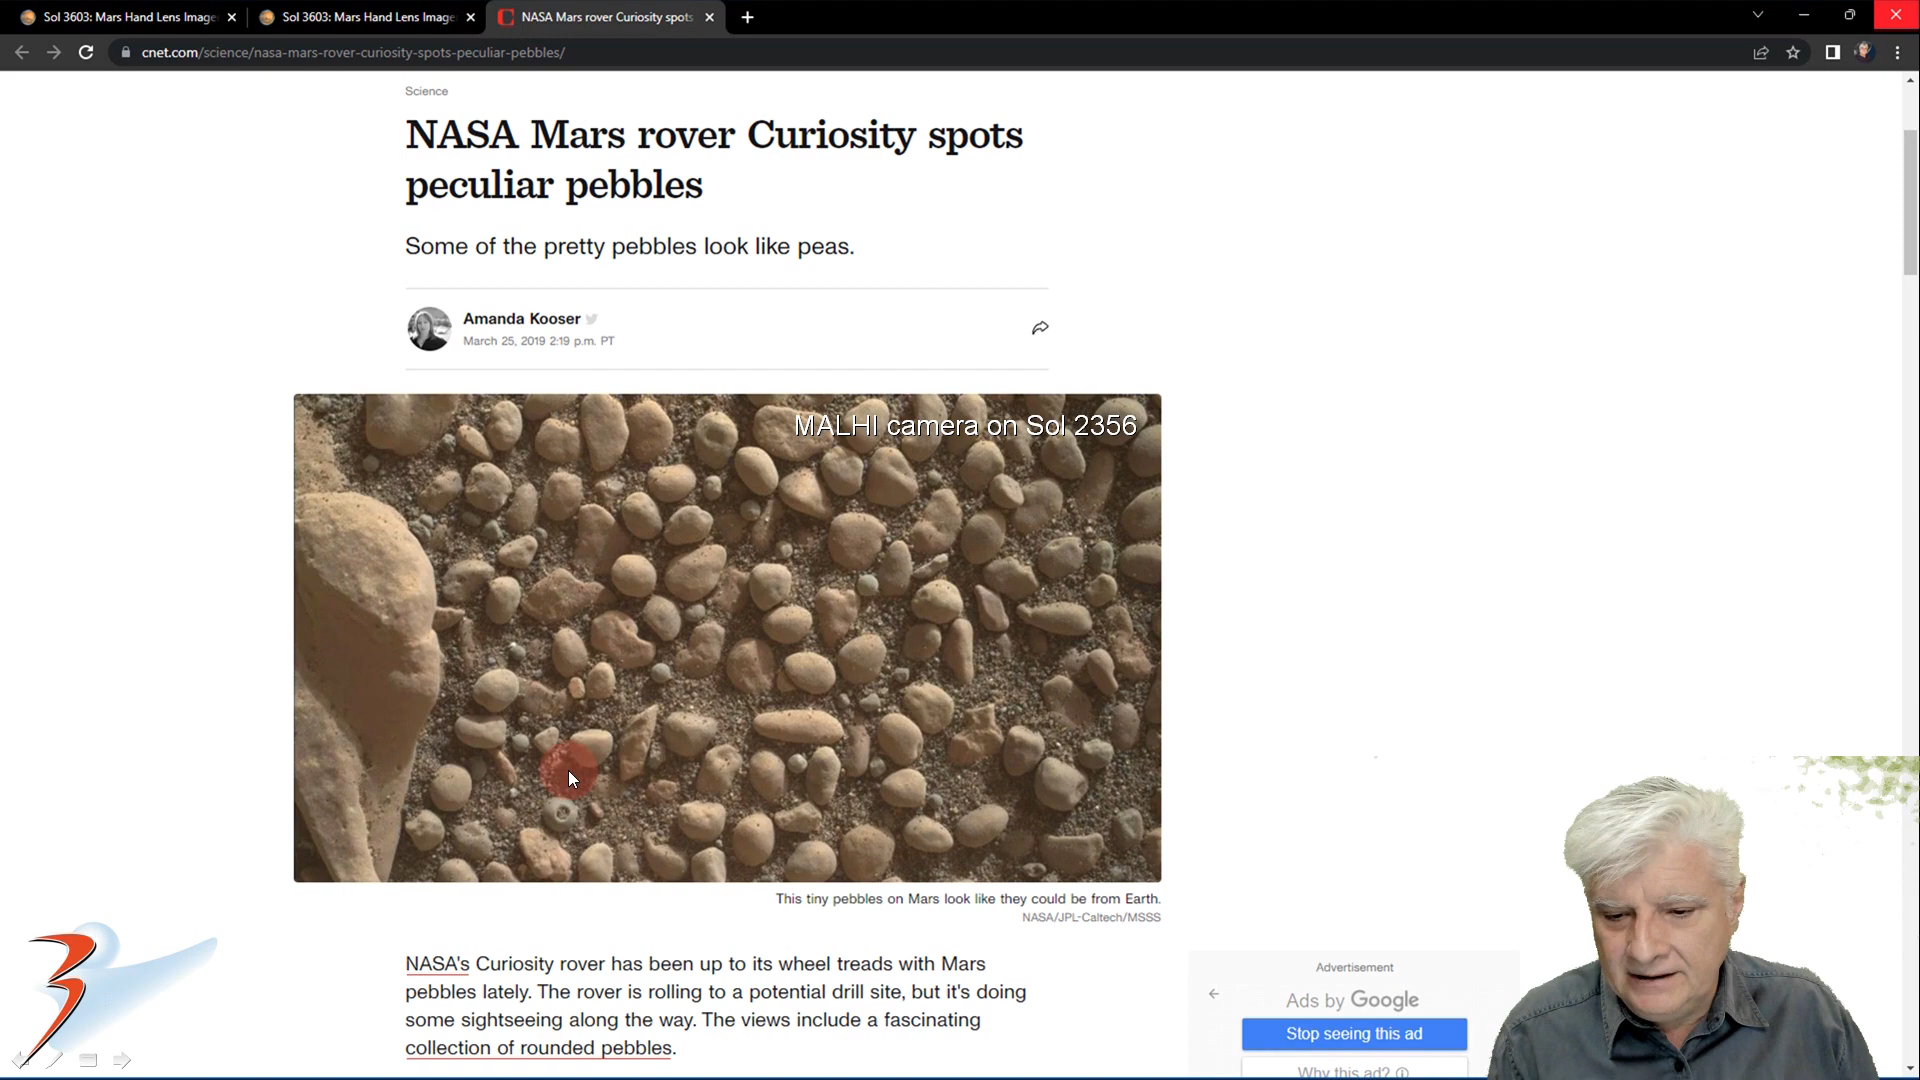 Sol 3603: Mars Hand Lens Image
Sol 3603: Mars Hand Lens Image
NASA Mars rover Curiosity spots
cnet.com/science/nasa-mars-rover-curiosity-spots-peculiar-pebbles/
Science
NASA Mars rover Curiosity spots
peculiar pebbles
Some of the pretty pebbles look like peas.
Amanda Kooser
March 25, 2019 2:19 p.m. PT
MALHI camera on Sol 2356
This tiny pebbles on Mars look like they could be from Earth.
NASA/JPL-Caltech/MSSS
NASA's Curiosity rover has been up to its wheel treads with Mars
pebbles lately. The rover is rolling to a potential drill site, but it's doing
some sightseeing along the way. The views include a fascinating
collection of rounded pebbles.
Advertisement
Ads by Google
Stop seeing this ad
Why this ad?